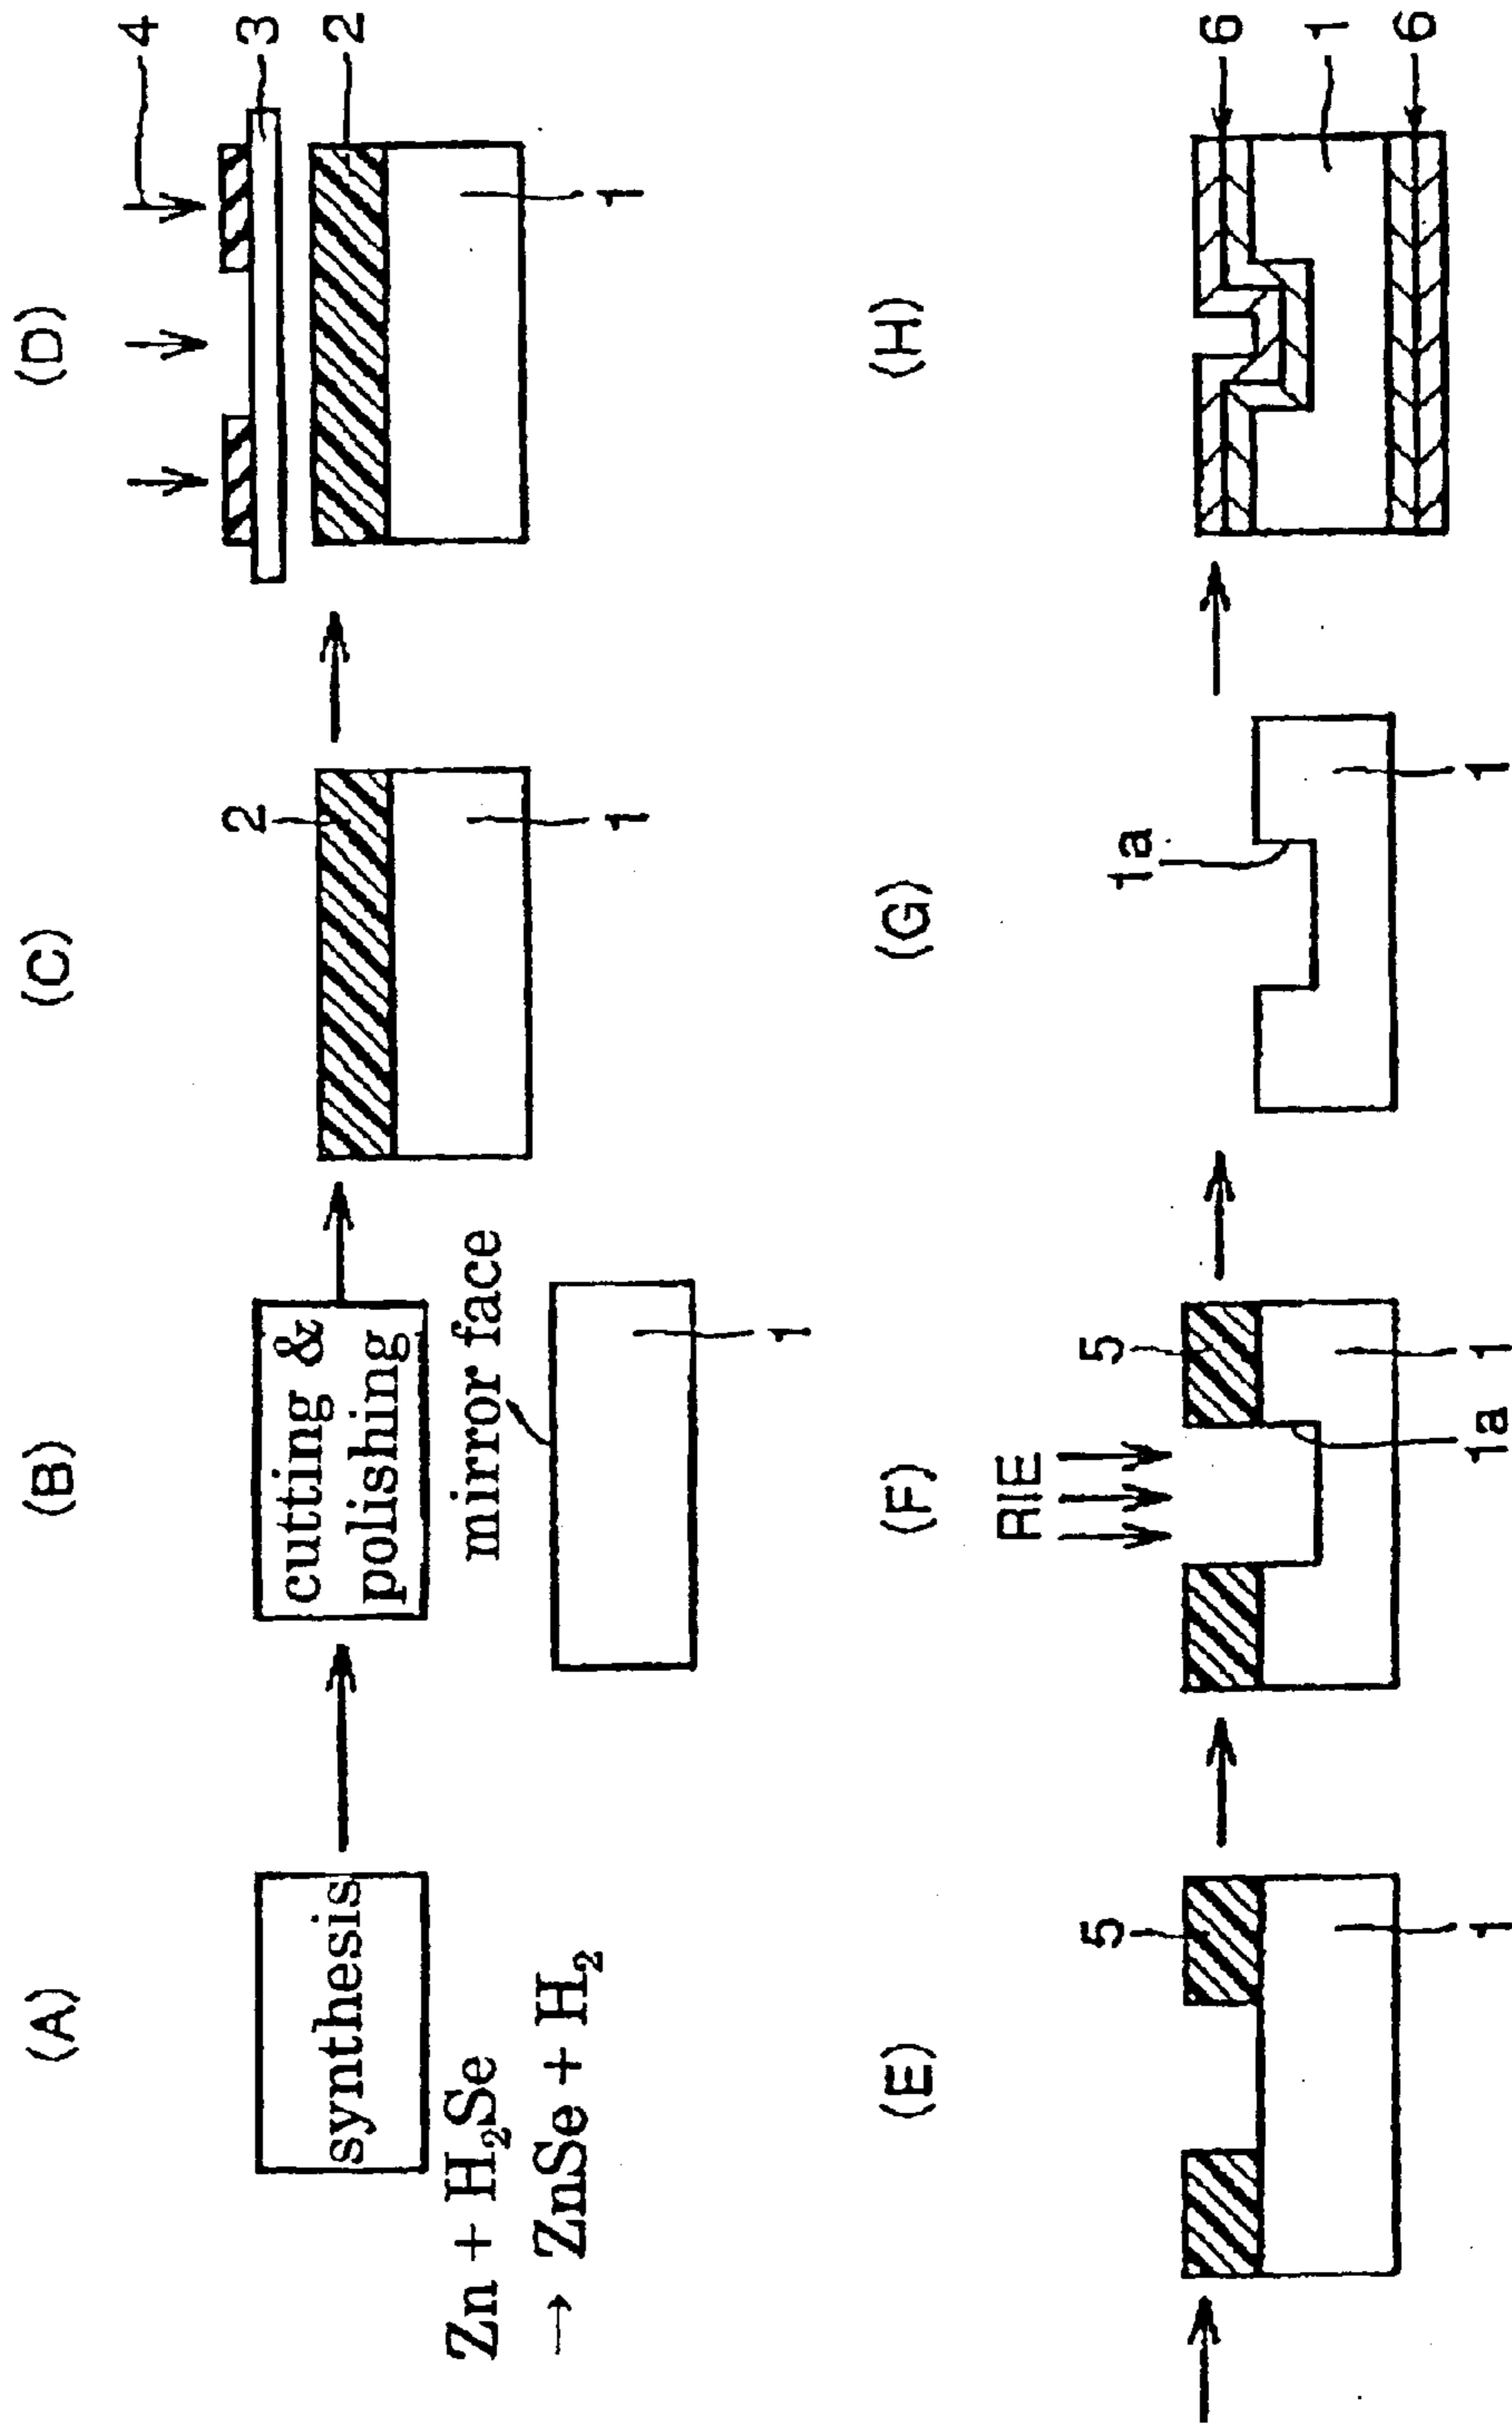 (A)
synthesis
Zn + H₂Se
→ ZnSe + H₂
(B)
cutting &
polishing
mirror face
1
(C)
2
1
(D)
4
3
2
1
(E)
5
1
(F)
RIE
5
1a
1
(G)
1a
1
(H)
6
1
6